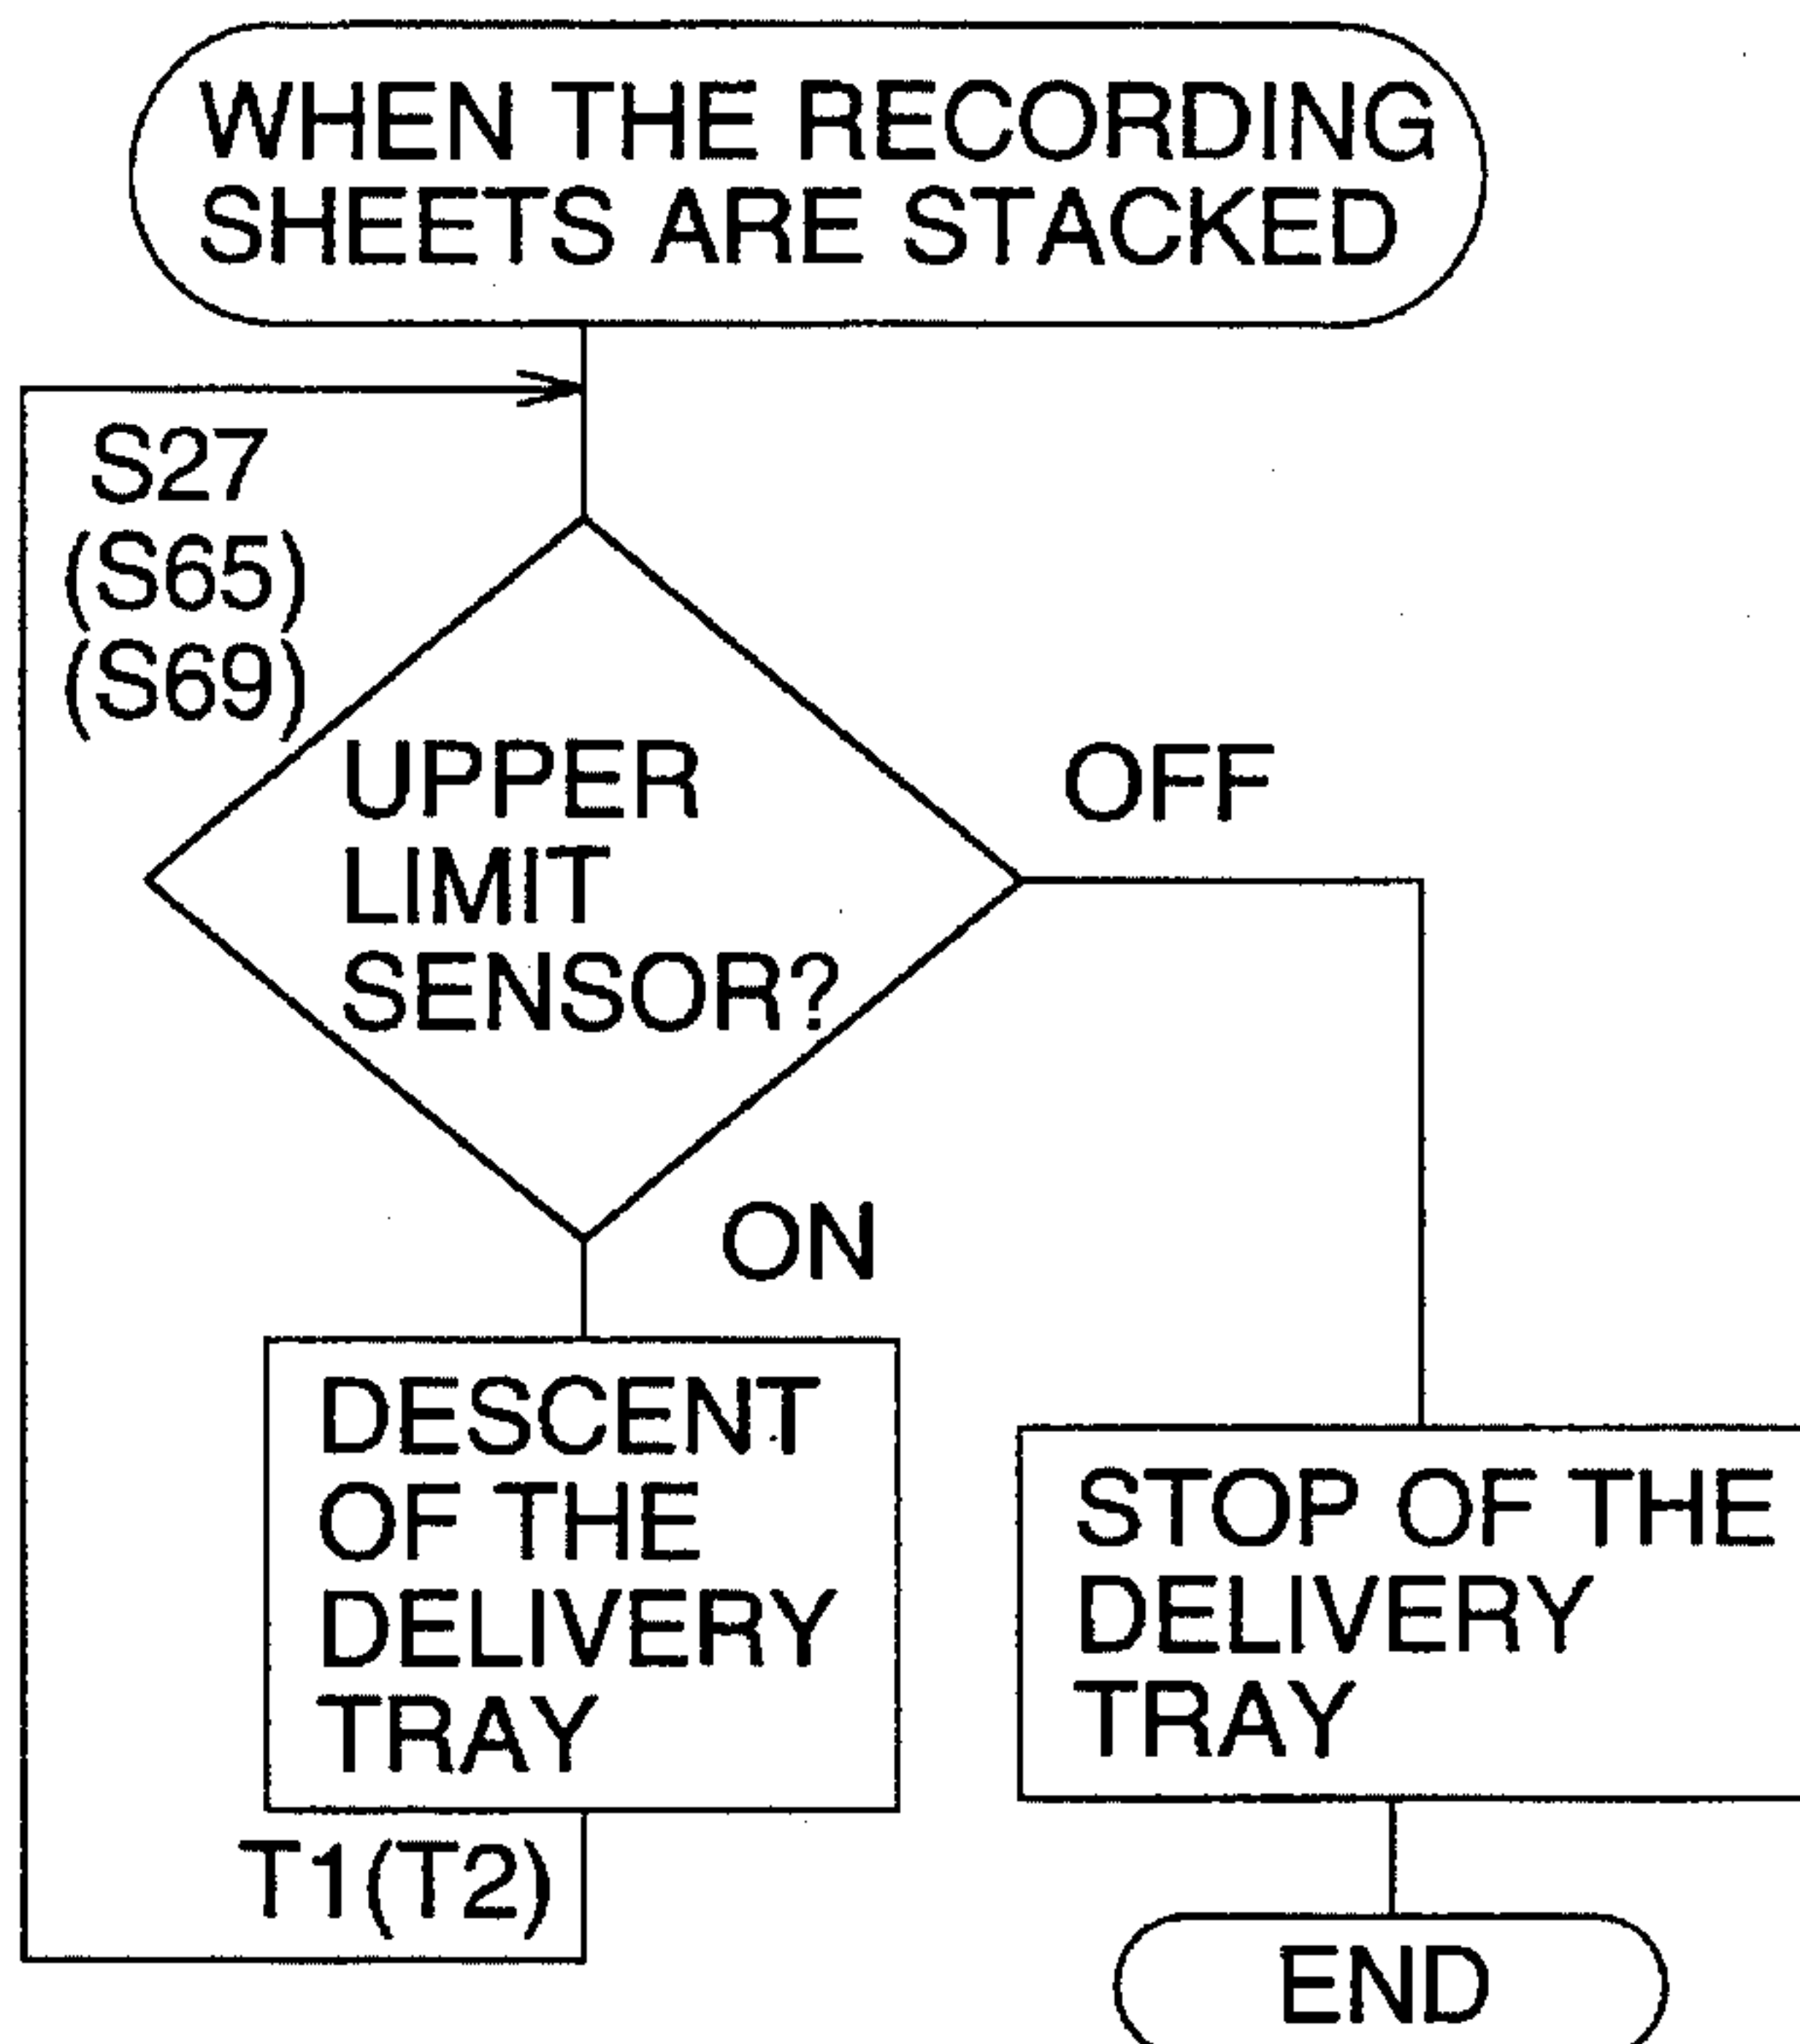 WHEN THE RECORDING
SHEETS ARE STACKED
S27
(S65)
(S69)
UPPER
LIMIT
SENSOR?
OFF
ON
DESCENT
OF THE
DELIVERY
TRAY
STOP OF THE
DELIVERY
TRAY
T1(T2)
END